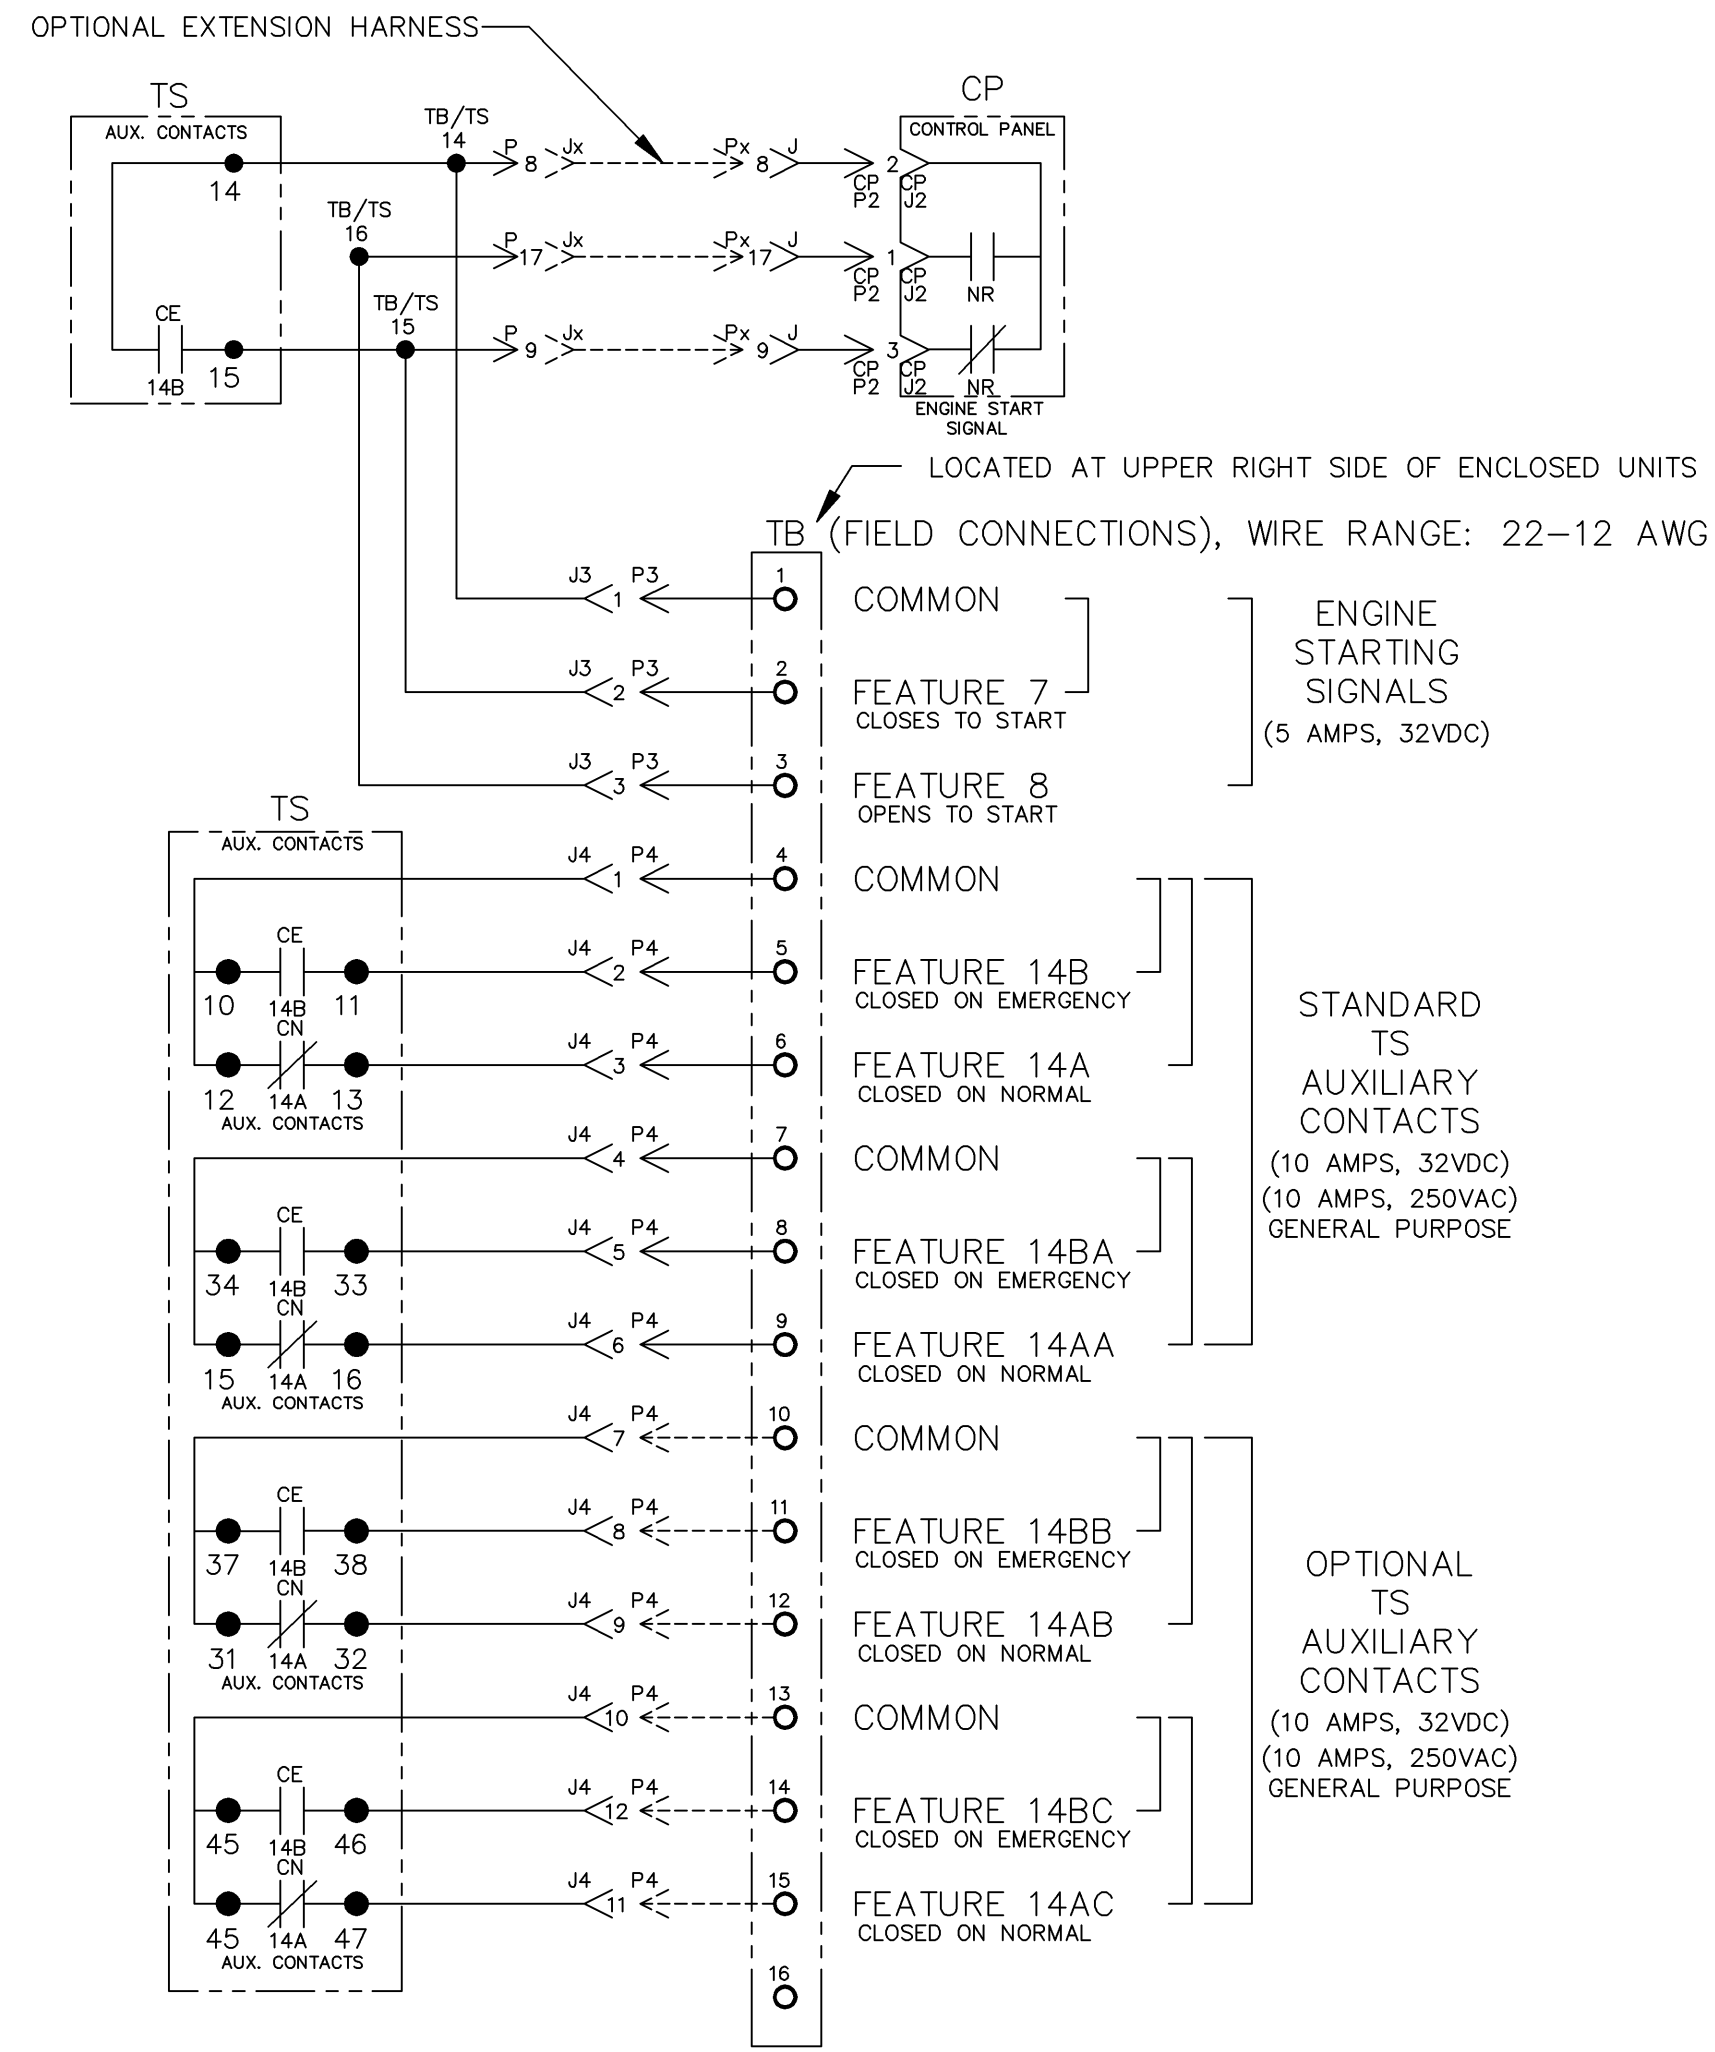 OPTIONAL EXTENSION HARNESS
TS
AUX. CONTACTS
14
CE
14B
15
TB/TS
14
TB/TS
16
TB/TS
15
P 8 Jx Px 8 J 2
CP CP
P2 J2
P 17 Jx Px 17 J 1
CP CP
P2 J2
P 9 Jx Px 9 J 3
CP CP
P2 J2
CP
CONTROL PANEL
NR
NR
ENGINE START
SIGNAL
LOCATED AT UPPER RIGHT SIDE OF ENCLOSED UNITS
TB (FIELD CONNECTIONS), WIRE RANGE: 22-12 AWG
J3 1 P3 1 COMMON
J3 2 P3 2 FEATURE 7
CLOSES TO START
J3 3 P3 3 FEATURE 8
OPENS TO START
ENGINE
STARTING
SIGNALS
(5 AMPS, 32VDC)
TS
AUX. CONTACTS
J4 1 P4 4 COMMON
CE
10 14B 11
J4 2 P4 5 FEATURE 14B
CLOSED ON EMERGENCY
CN
12 14A 13
AUX. CONTACTS
J4 3 P4 6 FEATURE 14A
CLOSED ON NORMAL
J4 4 P4 7 COMMON
CE
34 14B 33
J4 5 P4 8 FEATURE 14BA
CLOSED ON EMERGENCY
CN
15 14A 16
AUX. CONTACTS
J4 6 P4 9 FEATURE 14AA
CLOSED ON NORMAL
STANDARD
TS
AUXILIARY
CONTACTS
(10 AMPS, 32VDC)
(10 AMPS, 250VAC)
GENERAL PURPOSE
J4 7 P4 10 COMMON
CE
37 14B 38
J4 8 P4 11 FEATURE 14BB
CLOSED ON EMERGENCY
CN
31 14A 32
AUX. CONTACTS
J4 9 P4 12 FEATURE 14AB
CLOSED ON NORMAL
J4 10 P4 13 COMMON
CE
45 14B 46
J4 12 P4 14 FEATURE 14BC
CLOSED ON EMERGENCY
CN
45 14A 47
AUX. CONTACTS
J4 11 P4 15 FEATURE 14AC
CLOSED ON NORMAL
16
OPTIONAL
TS
AUXILIARY
CONTACTS
(10 AMPS, 32VDC)
(10 AMPS, 250VAC)
GENERAL PURPOSE